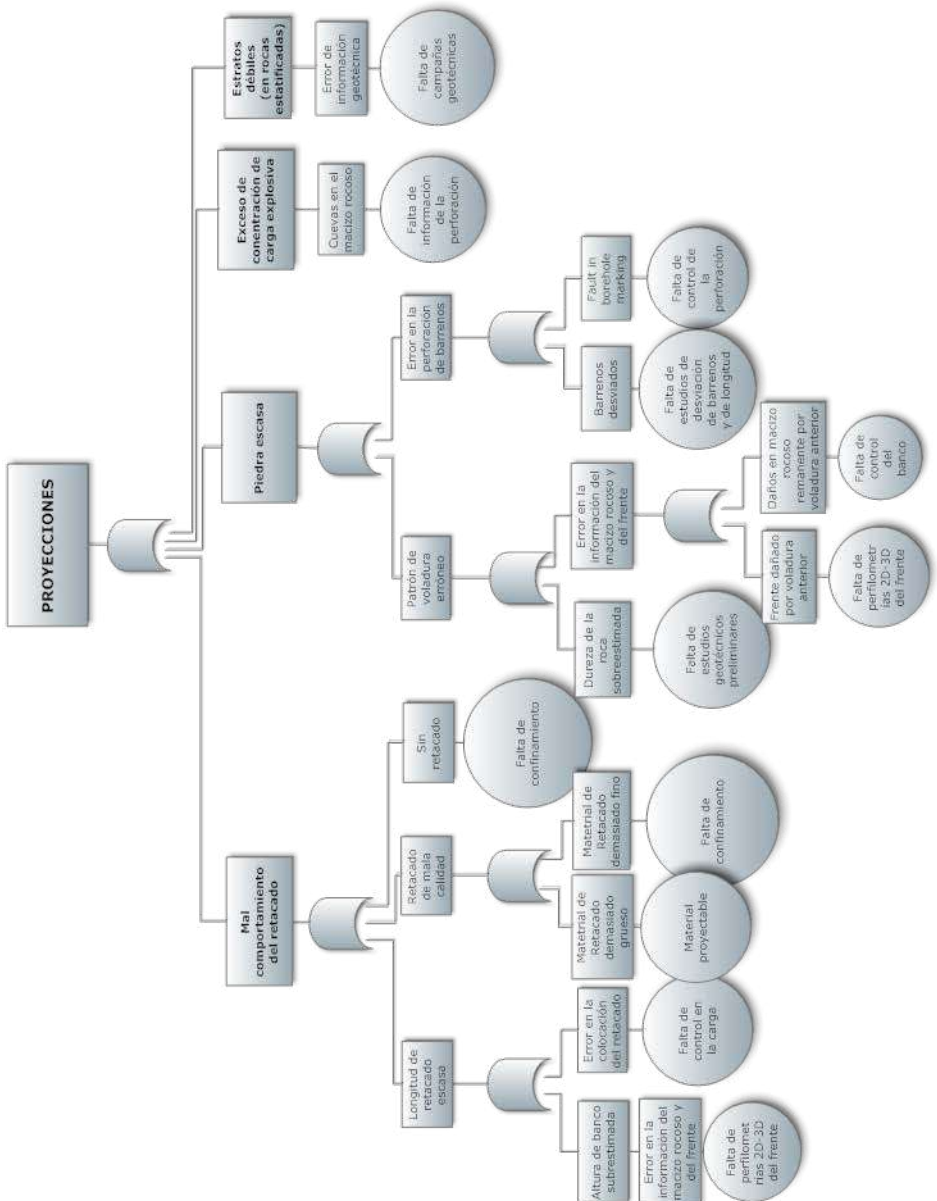 PROYECCIONES
Mal
comportamiento
del retacado
Piedra escasa
Exceso de
conentración de
carga explosiva
Estratos
débiles
(en rocas
estatificadas)
Longitud de
retacado
escasa
Retacado
de mala
calidad
Sin
retacado
Patrón de
voladura
erróneo
Error en la
perforación
de barrenos
Cuevas en el
macizo rocoso
Error de
información
geotécnica
Falta de
confinamiento
Falta de
información
de la
perforación
Falta de
campañas
geotécnicas
Altura de banco
subrestimada
Error en la
colocación
del retacado
Matetrial de
Retacado
demasiado
grueso
Matetrial de
Retacado
demasiado fino
Dureza de la
roca
sobreestimada
Error en la
información del
macizo rocoso y
del frente
Barrenos
desviados
Fault in
borehole
marking
Error en la
información del
macizo rocoso y
del frente
Falta de
control en
la carga
Material
proyectable
Falta de
confinamiento
Falta de
estudios
geotécnicos
preliminares
Falta de
estudios de
desviación
de barrenos
y de longitud
Falta de
control de
la
perforación
Falta de
perfilomet
rías 2D-3D
del frente
Frente dañado
por voladura
anterior
Daños en macizo
rocoso
remanente por
voladura anterior
Falta de
perfilometr
ías 2D-3D
del frente
Falta de
control
del
banco